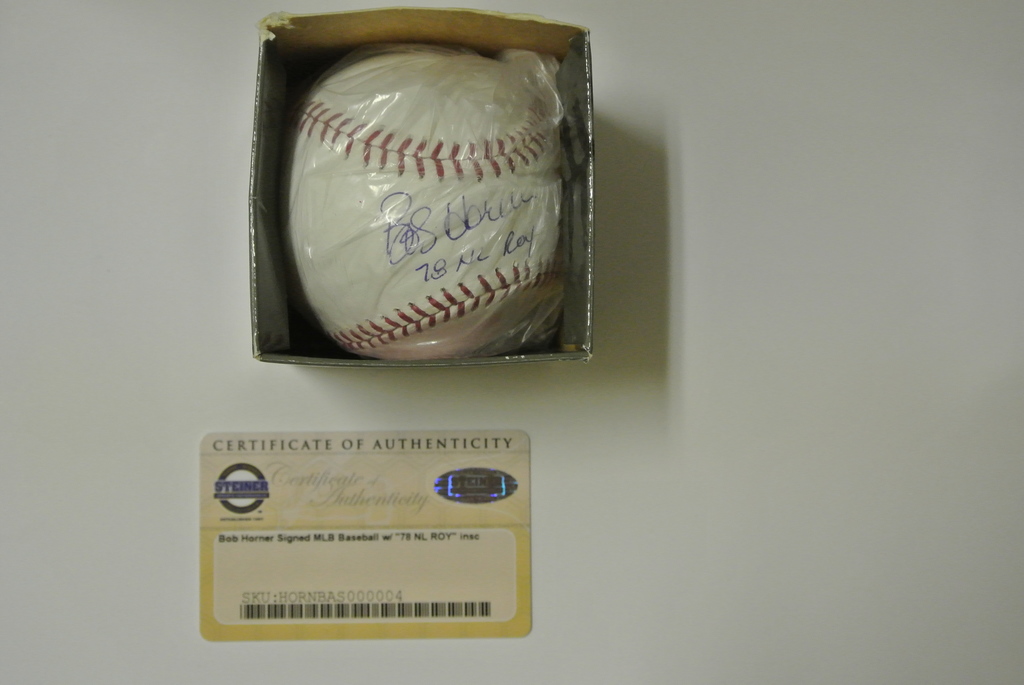 Bob Horner
78 NL Roy
CERTIFICATE OF AUTHENTICITY
Certificate of
Authenticity
STEINER
STEINER
Bob Horner Signed MLB Baseball w/ "78 NL ROY" insc
SKU:HORNBAS000004